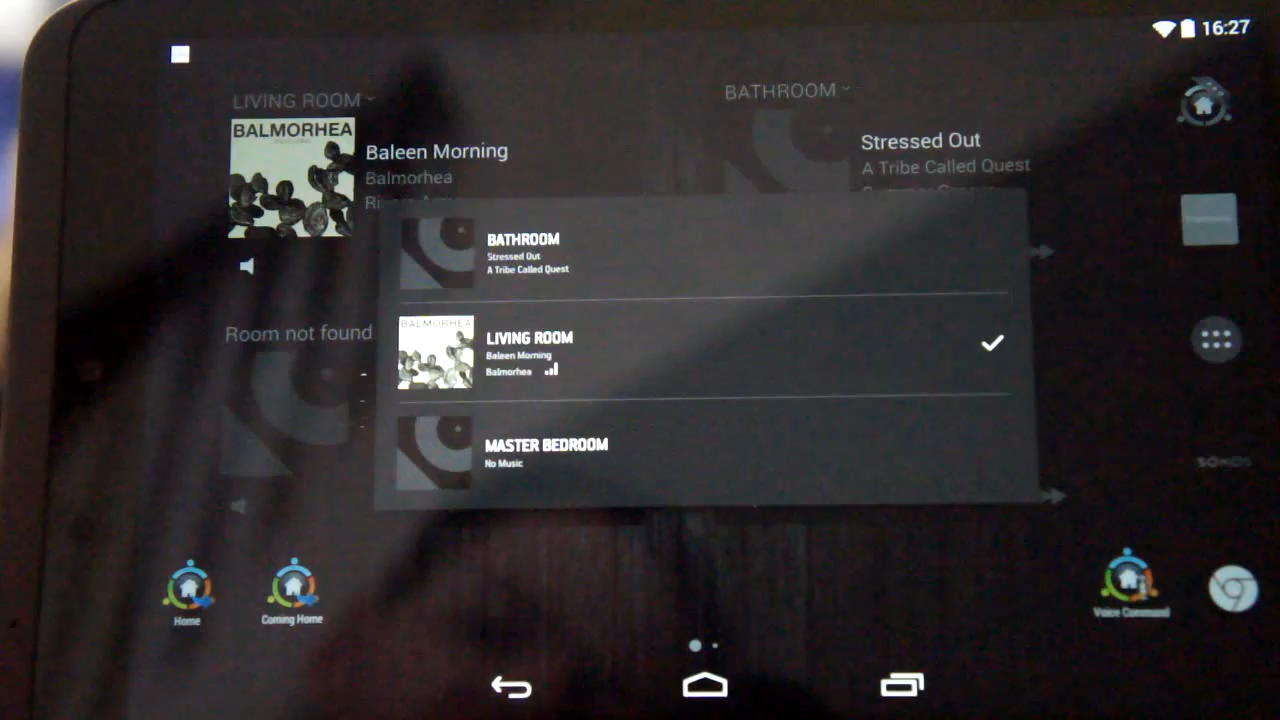 16:27
LIVING ROOM
BATHROOM
BALMORHEA
Baleen Morning
Balmorhea
Stressed Out
A Tribe Called Quest
BATHROOM
Stressed Out
A Tribe Called Quest
Room not found
BALMORHEA
LIVING ROOM
Baleen Morning
Balmorhea
MASTER BEDROOM
No Music
SONOS
Home
Coming Home
Voice Command